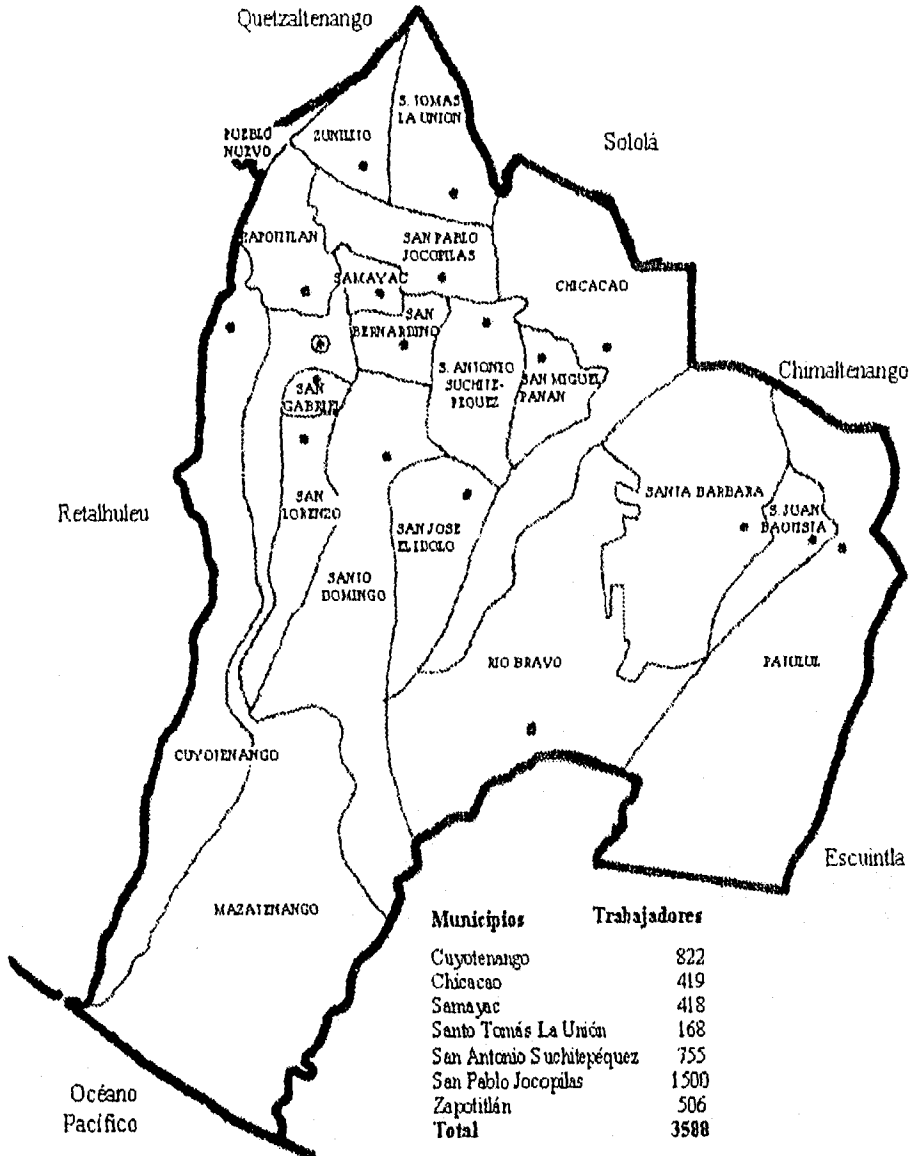 Quetzaltenango
S. TOMAS
LA UNION
PUEBLO
NUEVO
ZUNILITO
Sololá
ZAPOTITLAN
SAN PABLO
JOCOPILAS
SAMAYAC
CHICACAO
SAN
BERNARDINO
S. ANTONIO
SUCHITE-
PEQUEZ
SAN MIGUEL
PANAN
Chimaltenango
SAN
GABRIEL
Retalhuleu
SAN
LORENZO
SAN JOSE
EL IDOLO
SANTA BARBARA
S. JUAN
BAUTISTA
SANTO
DOMINGO
RIO BRAVO
PATULUL
CUYOTENANGO
Escuintla
MAZATENANGO
Municípios Trabajadores
Cuyotenango 822
Chicacao 419
Samayac 418
Santo Tomás La Unión 168
San Antonio Suchitepéquez 755
San Pablo Jocopilas 1500
Zapotitlán 506
Total 3588
Océano
Pacífico